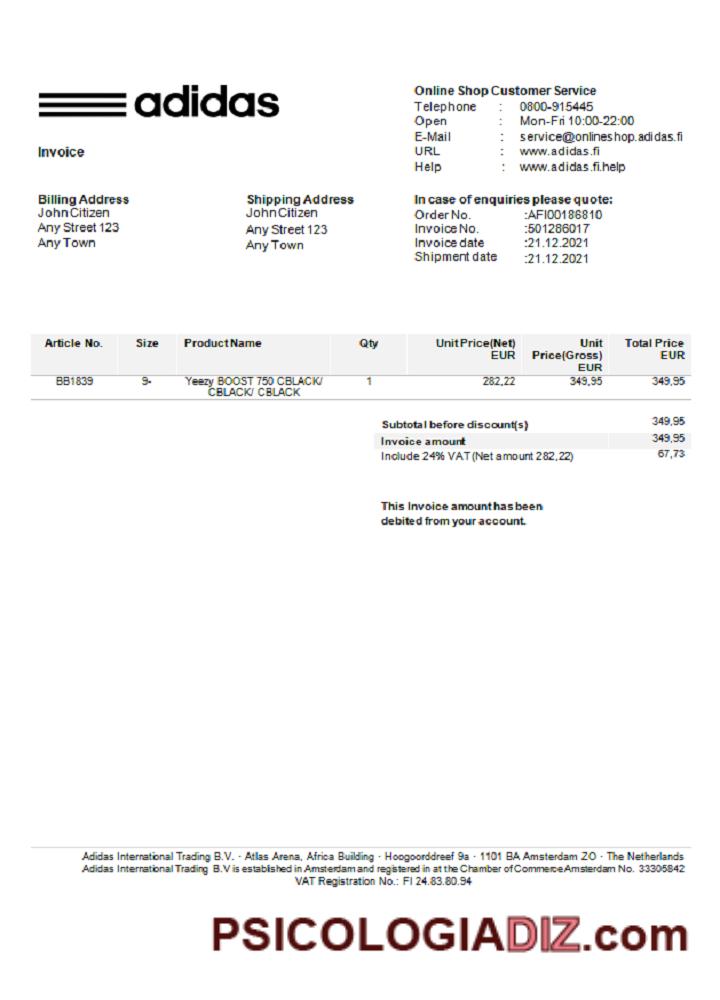 adidas
Invoice
Online Shop Customer Service
Telephone : 0800-915445
Open : Mon-Fri 10:00-22:00
E-Mail : service@onlineshop.adidas.fi
URL : www.adidas.fi
Help : www.adidas.fi.help
Billing Address
John Citizen
Any Street 123
Any Town
Shipping Address
John Citizen
Any Street 123
Any Town
In case of enquiries please quote:
Order No. :AFI00186810
Invoice No. :501286017
Invoice date :21.12.2021
Shipment date :21.12.2021
Article No. Size Product Name Qty Unit Price(Net) EUR Unit Price(Gross) EUR Total Price EUR
BB1839 9- Yeezy BOOST 750 CBLACK/ 1 282,22 349,95 349,95
CBLACK/ CBLACK
Subtotal before discount(s) 349,95
Invoice amount 349,95
Include 24% VAT (Net amount 282,22) 67,73
This Invoice amount has been
debited from your account.
Adidas International Trading B.V. · Atlas Arena, Africa Building · Hoogoorddreef 9a · 1101 BA Amsterdam ZO · The Netherlands
Adidas International Trading B.V is established in Amsterdam and registered in at the Chamber of Commerce Amsterdam No. 33305842
VAT Registration No.: FI 24.83.80.94
PSICOLOGIADIZ.com